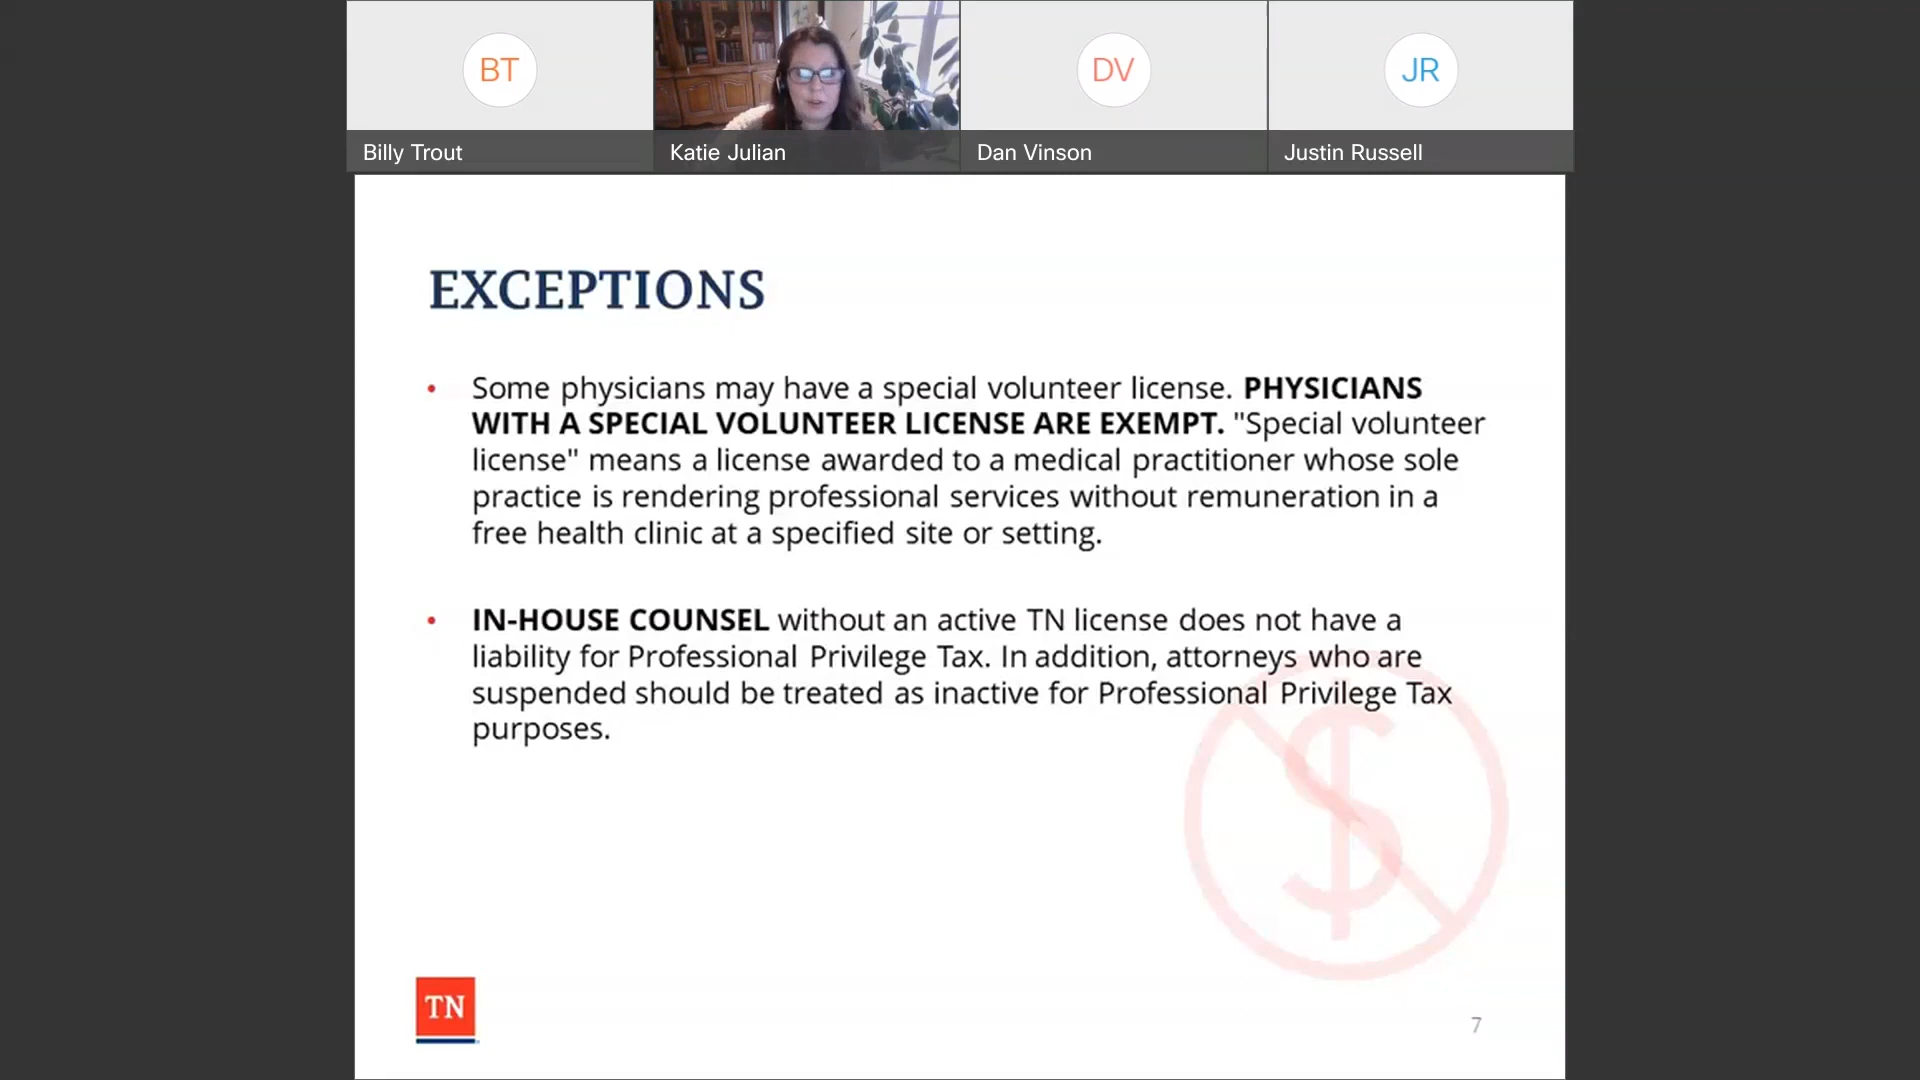 BT
DV
JR
Billy Trout
Katie Julian
Dan Vinson
Justin Russell
EXCEPTIONS
• Some physicians may have a special volunteer license. PHYSICIANS
WITH A SPECIAL VOLUNTEER LICENSE ARE EXEMPT. "Special volunteer
license" means a license awarded to a medical practitioner whose sole
practice is rendering professional services without remuneration in a
free health clinic at a specified site or setting.
• IN-HOUSE COUNSEL without an active TN license does not have a
liability for Professional Privilege Tax. In addition, attorneys who are
suspended should be treated as inactive for Professional Privilege Tax
purposes.
$
TN
7